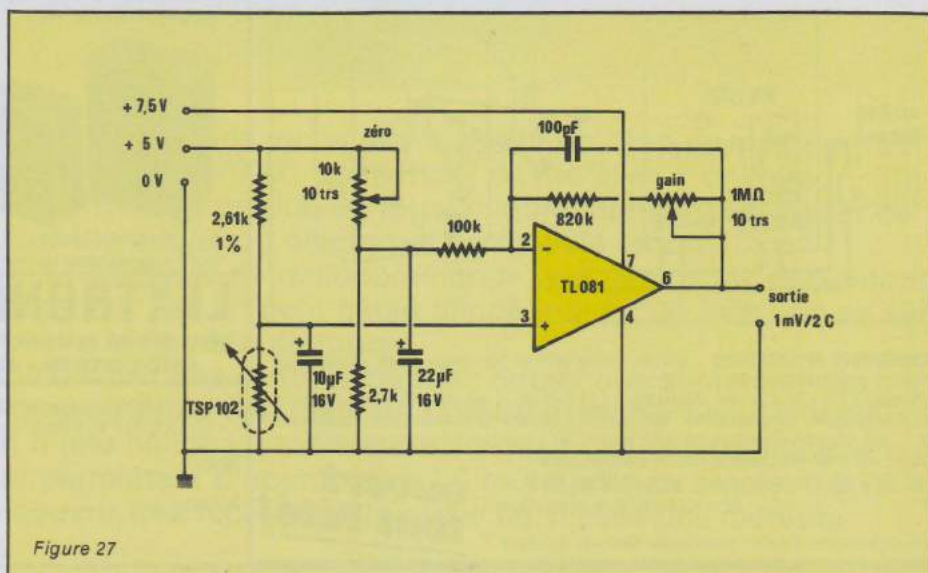 + 7,5 V
+ 5 V
0 V
zéro
10k
10 trs
2,61k
1%
100pF
gain
1MΩ
10 trs
820k
100k
2
3
7
6
4
TL081
sortie
1mV/2 C
TSP102
+
10µF
16V
2,7k
+
22µF
16V
−
+
Figure 27